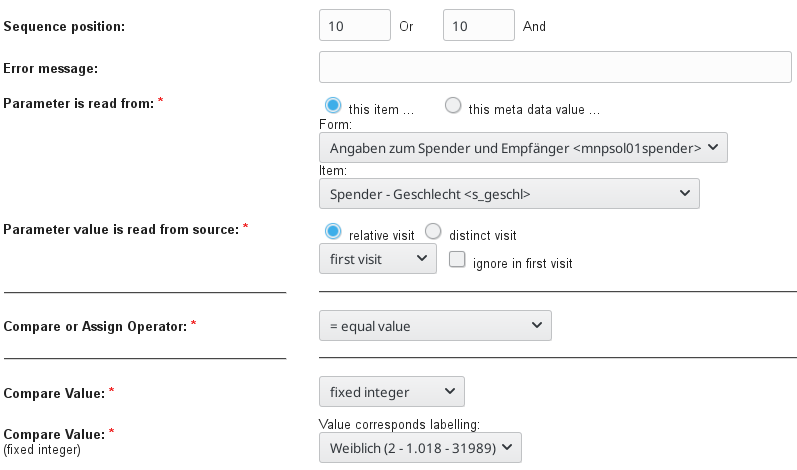 Sequence position: 10 Or 10 And
Error message:
Parameter is read from: * this item ... this meta data value ...
Form:
Angaben zum Spender und Empfänger <mnpsol01spender>
Item:
Spender - Geschlecht <s_geschl>
Parameter value is read from source: * relative visit distinct visit
first visit ignore in first visit
Compare or Assign Operator: * = equal value
Compare Value: * fixed integer
Value corresponds labelling:
Compare Value: * Weiblich (2 - 1.018 - 31989)
(fixed integer)